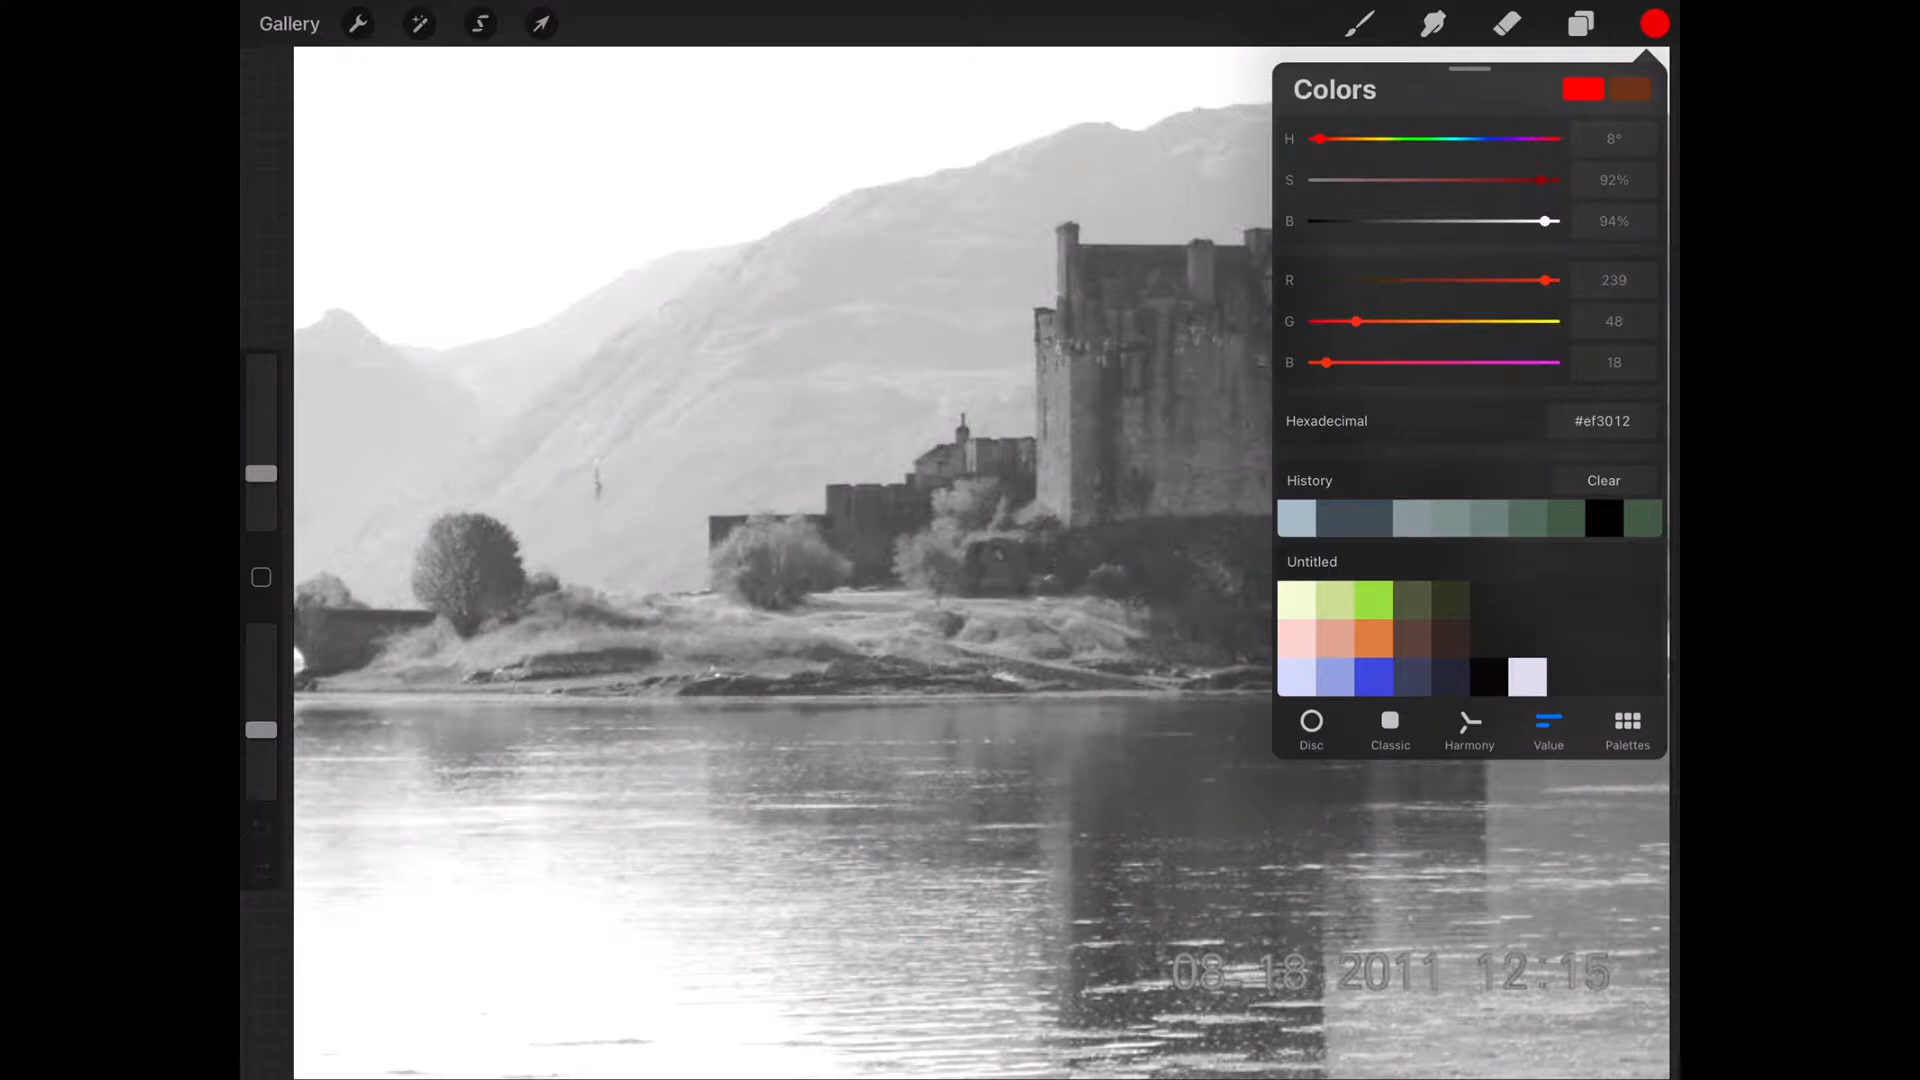 Gallery
Colors
H 8°
S 92%
B 94%
R 239
G 48
B 18
Hexadecimal #ef3012
History Clear
Untitled
Disc Classic Harmony Value Palettes
08 18 2011 12:15